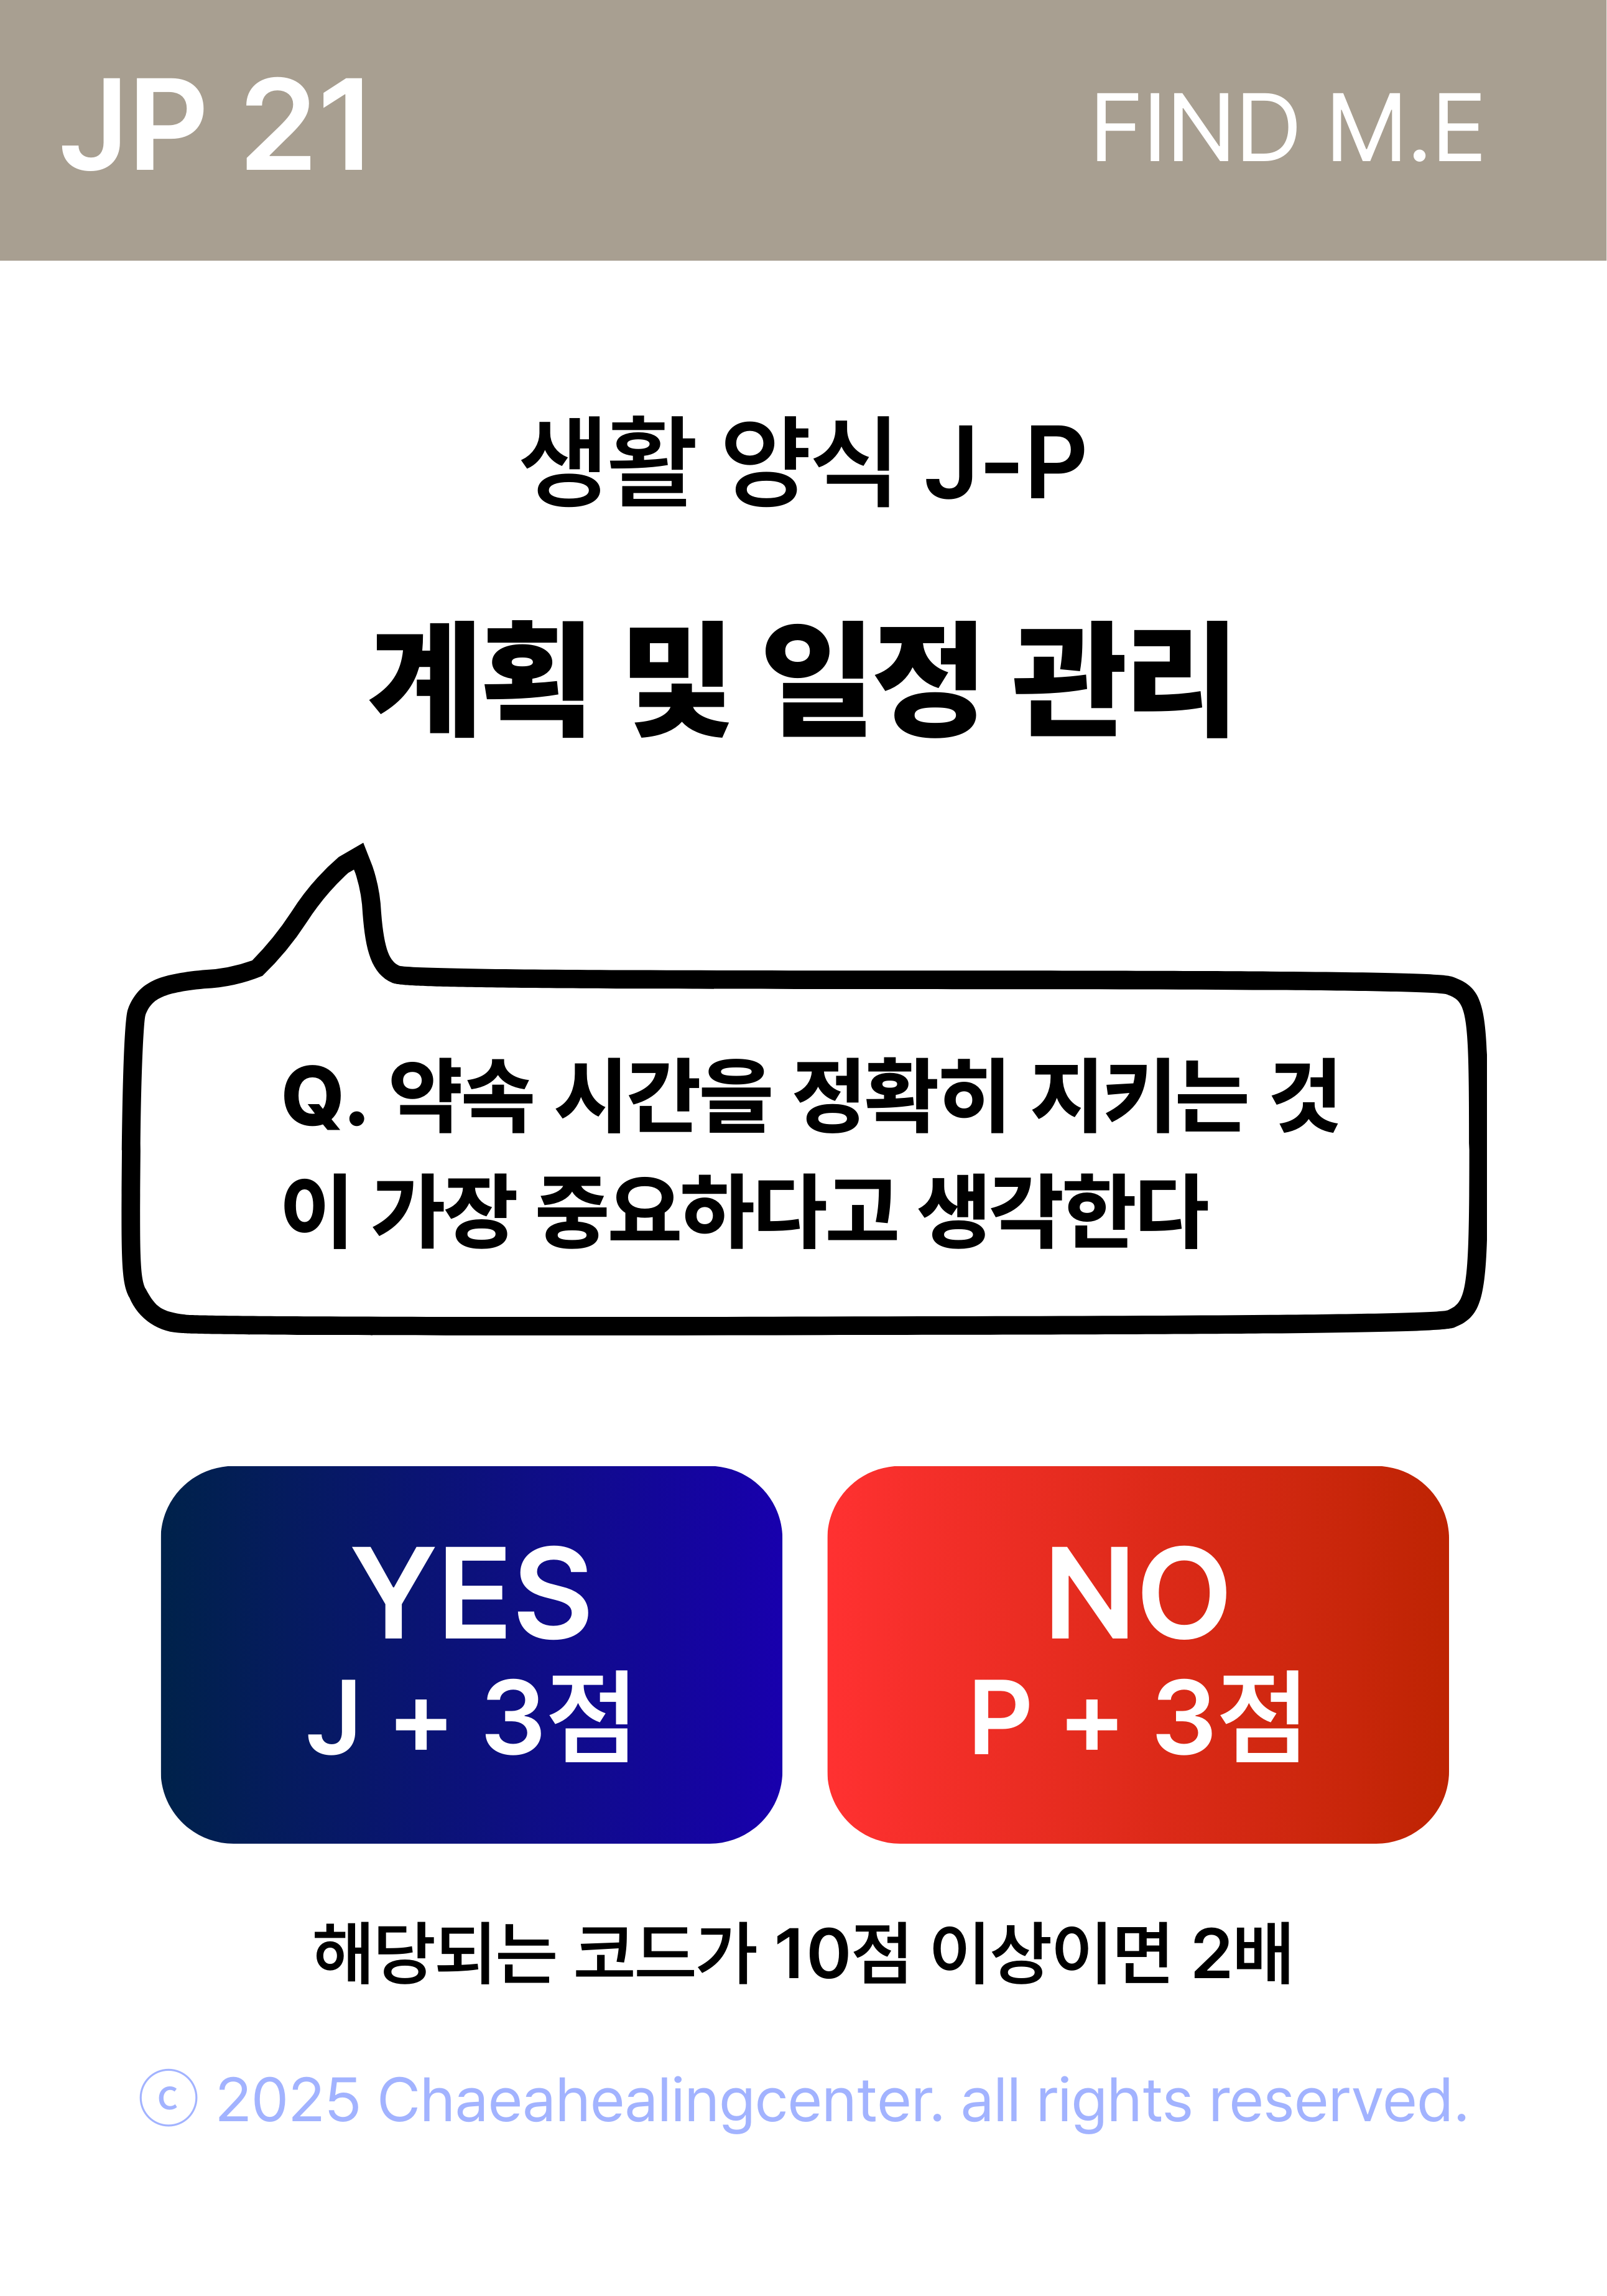 JP 21
FIND M.E
생활 양식 J-P
계획 및 일정 관리
Q. 약속 시간을 정확히 지키는 것
이 가장 중요하다고 생각한다
YES
J + 3점
NO
P + 3점
해당되는 코드가 10점 이상이면 2배
ⓒ 2025 Chaeahealingcenter. all rights reserved.